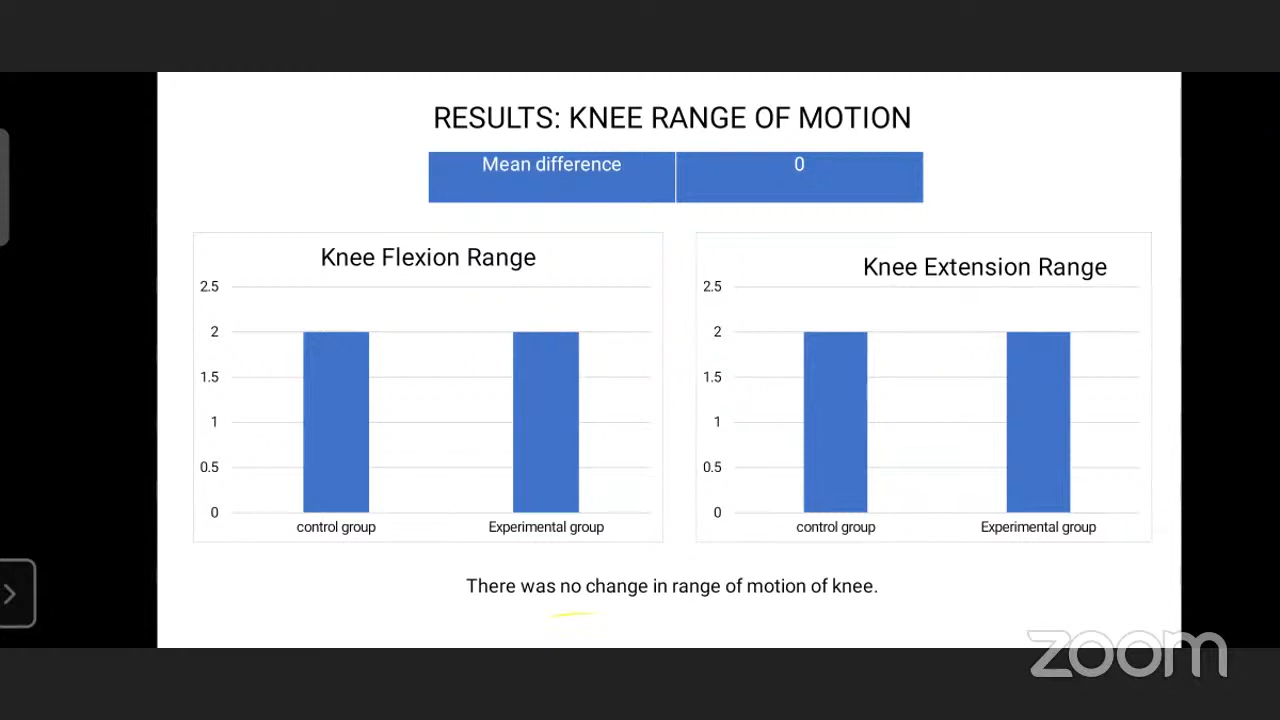 RESULTS: KNEE RANGE OF MOTION
Mean difference 0
Knee Flexion Range
2.5
2
1.5
1
0.5
0
control group Experimental group
Knee Extension Range
2.5
2
1.5
1
0.5
0
control group Experimental group
There was no change in range of motion of knee.
zoom